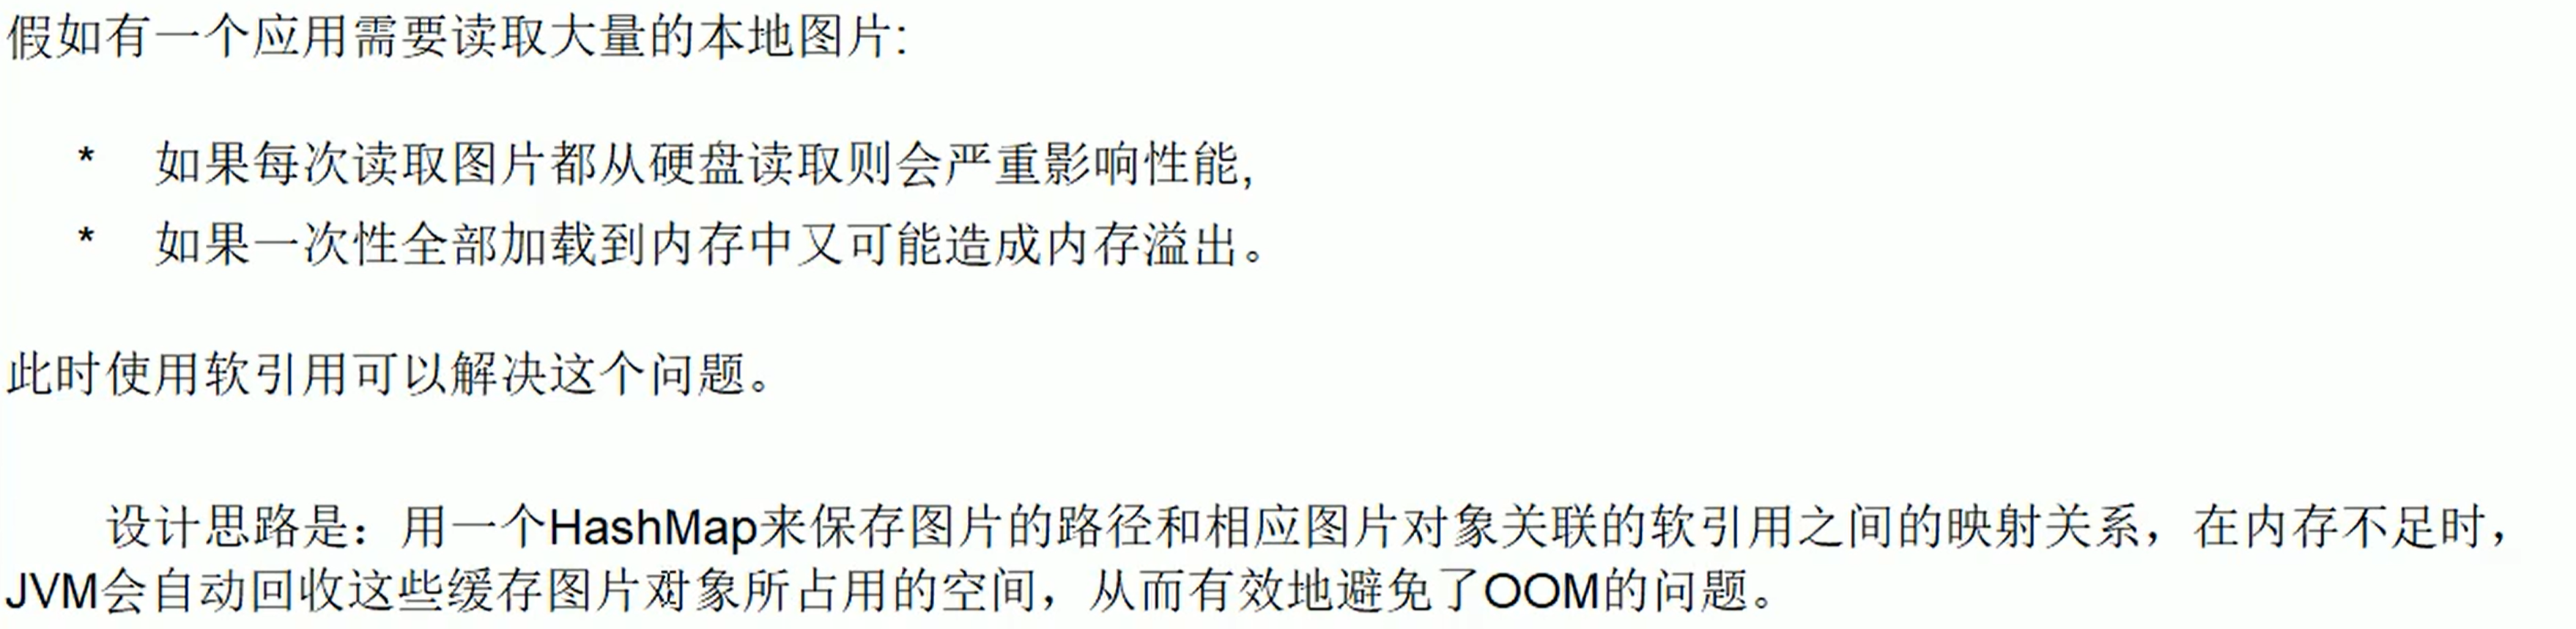 假如有一个应用需要读取大量的本地图片:
* 如果每次读取图片都从硬盘读取则会严重影响性能,
* 如果一次性全部加载到内存中又可能造成内存溢出。
此时使用软引用可以解决这个问题。
设计思路是：用一个HashMap来保存图片的路径和相应图片对象关联的软引用之间的映射关系，在内存不足时，
JVM会自动回收这些缓存图片对象所占用的空间，从而有效地避免了OOM的问题。